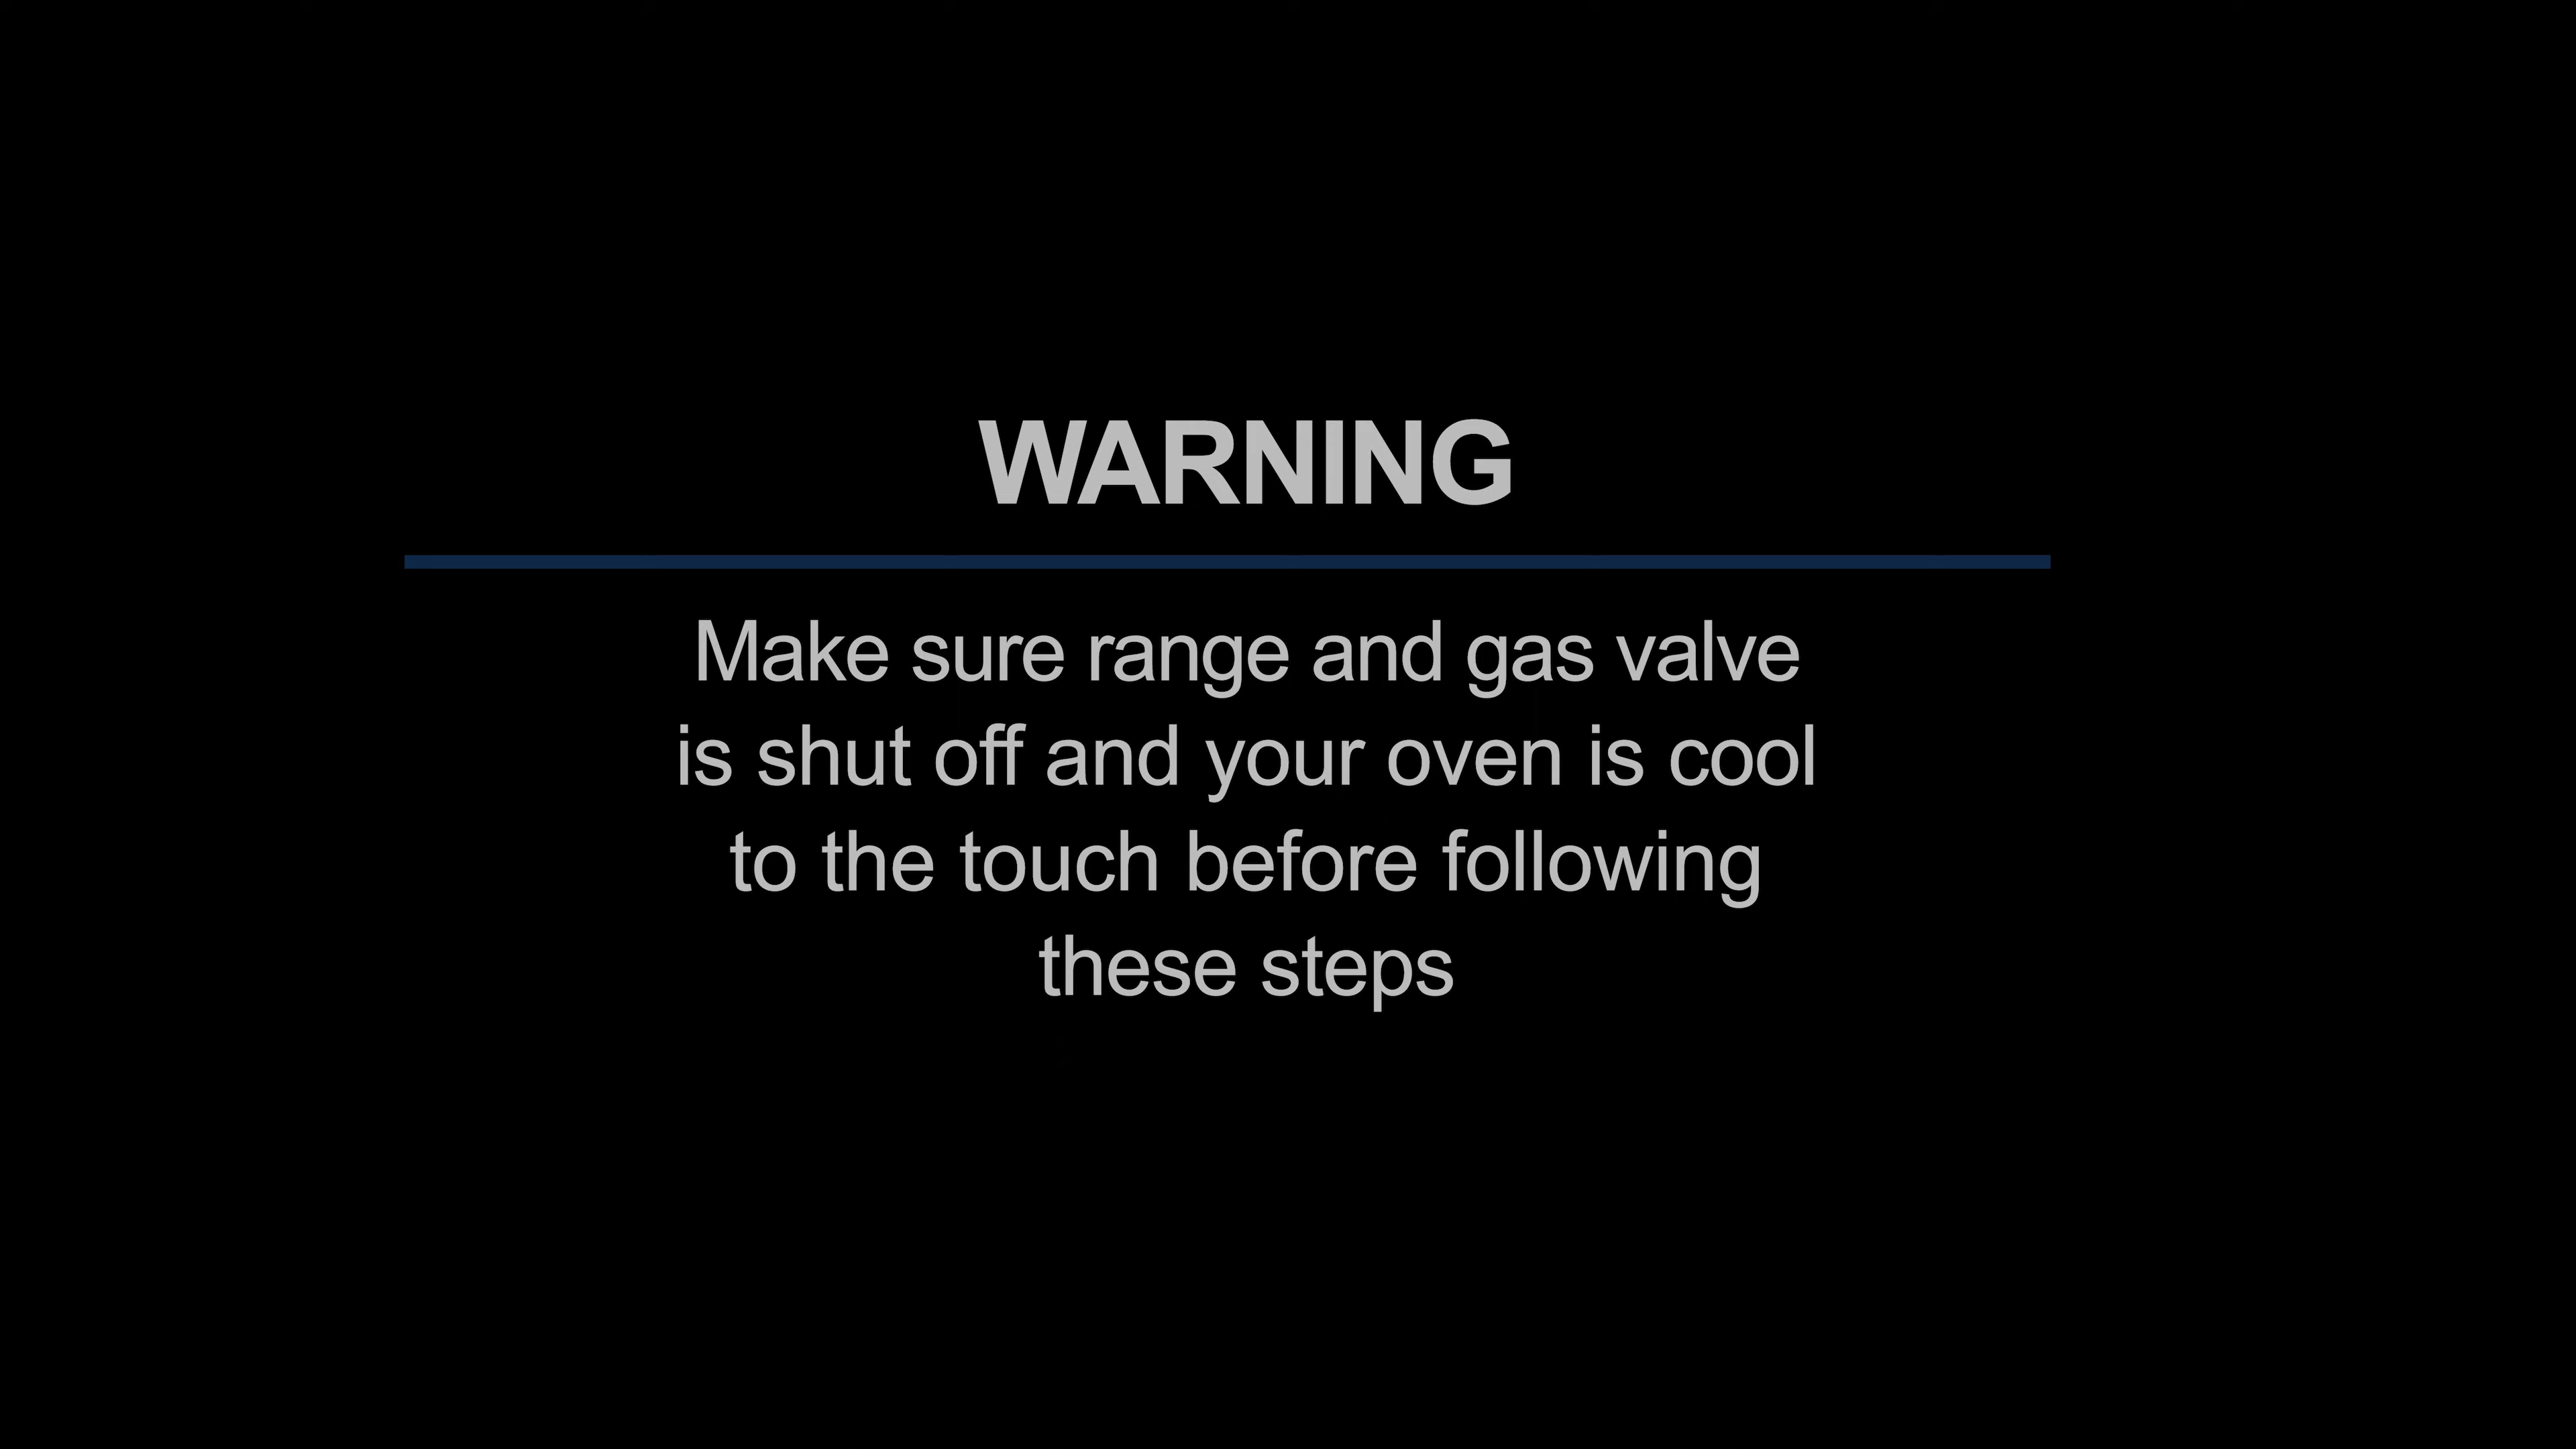 WARNING
Make sure range and gas valve
is shut off and your oven is cool
to the touch before following
these steps